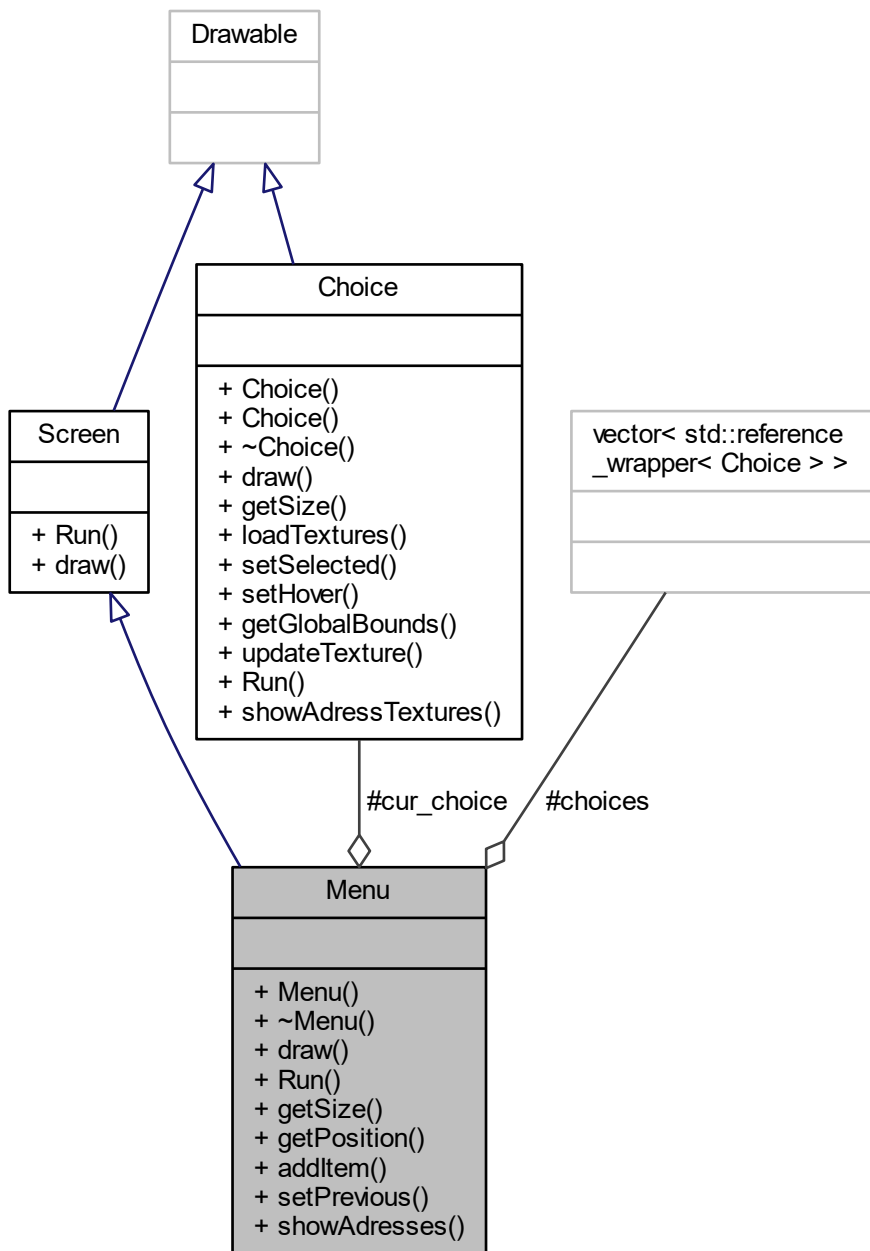 Drawable
Choice
+ Choice()
+ Choice()
+ ~Choice()
+ draw()
+ getSize()
+ loadTextures()
+ setSelected()
+ setHover()
+ getGlobalBounds()
+ updateTexture()
+ Run()
+ showAdressTextures()
Screen
+ Run()
+ draw()
vector< std::reference
_wrapper< Choice > >
#cur_choice
#choices
Menu
+ Menu()
+ ~Menu()
+ draw()
+ Run()
+ getSize()
+ getPosition()
+ addItem()
+ setPrevious()
+ showAdresses()